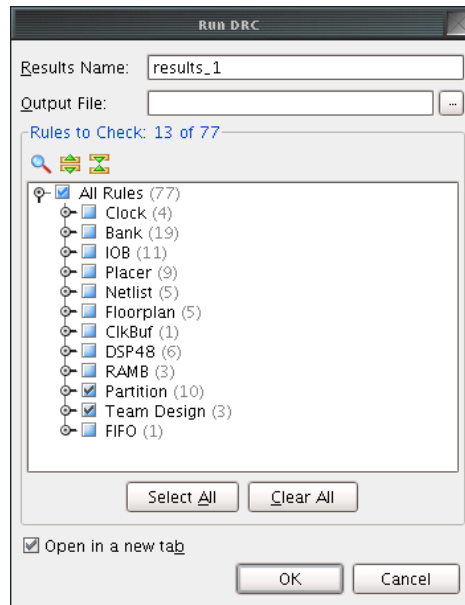 Run DRC
Results Name: results_1
Output File:
...
Rules to Check: 13 of 77
All Rules (77)
Clock (4)
Bank (19)
IOB (11)
Placer (9)
Netlist (5)
Floorplan (5)
ClkBuf (1)
DSP48 (6)
RAMB (3)
Partition (10)
Team Design (3)
FIFO (1)
Select All Clear All
Open in a new tab
OK Cancel